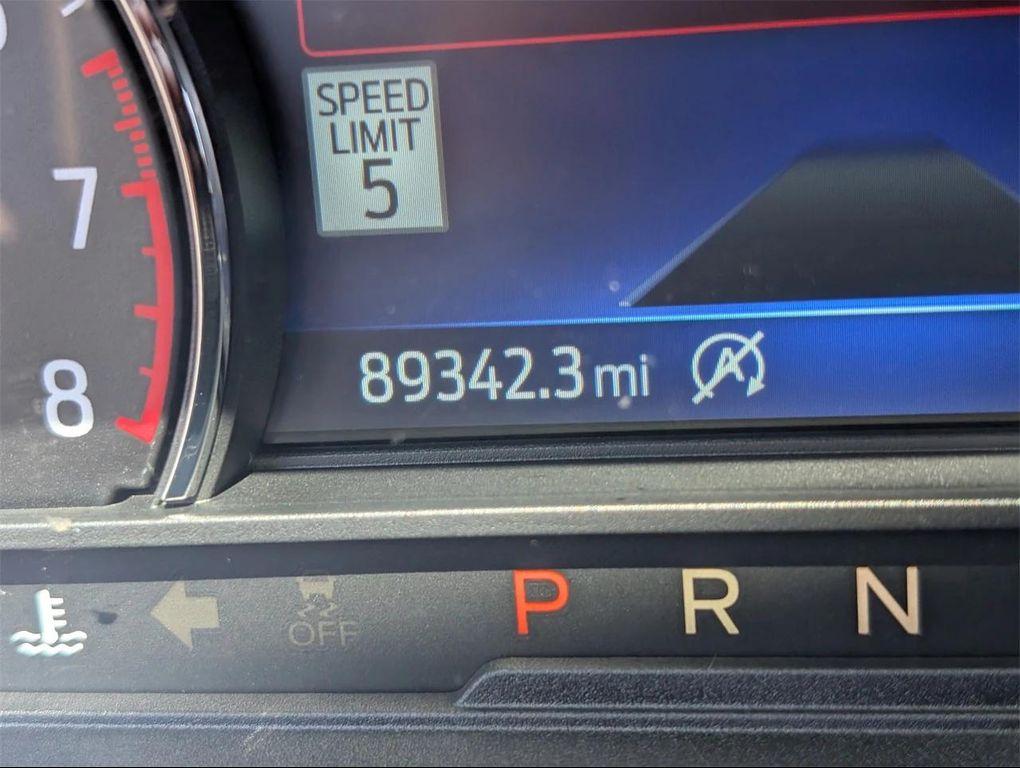 SPEED
LIMIT
5
7
8
89342.3 mi
A
OFF
P R N